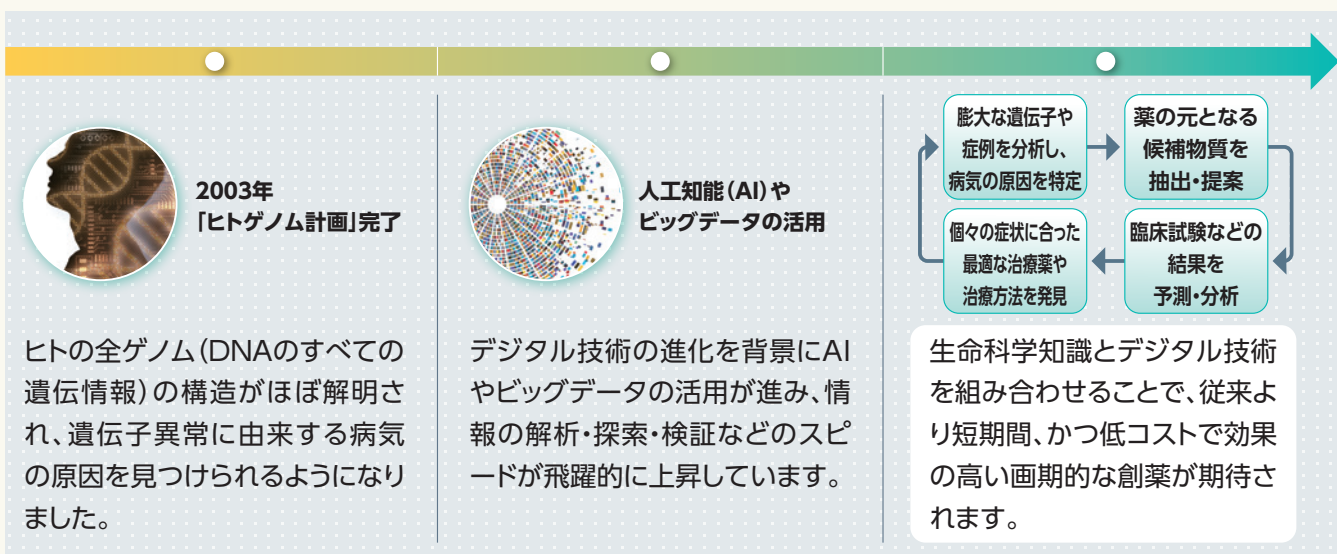 2003年
「ヒトゲノム計画」完了
ヒトの全ゲノム(DNAのすべての
遺伝情報)の構造がほぼ解明さ
れ、遺伝子異常に由来する病気
の原因を見つけられるようになり
ました。
人工知能(AI)や
ビッグデータの活用
デジタル技術の進化を背景にAI
やビッグデータの活用が進み、情
報の解析・探索・検証などのスピ
ードが飛躍的に上昇しています。
膨大な遺伝子や
症例を分析し、
病気の原因を特定
薬の元となる
候補物質を
抽出・提案
臨床試験などの
結果を
予測・分析
個々の症状に合った
最適な治療薬や
治療方法を発見
生命科学知識とデジタル技術
を組み合わせることで、従来よ
り短期間、かつ低コストで効果
の高い画期的な創薬が期待さ
れます。